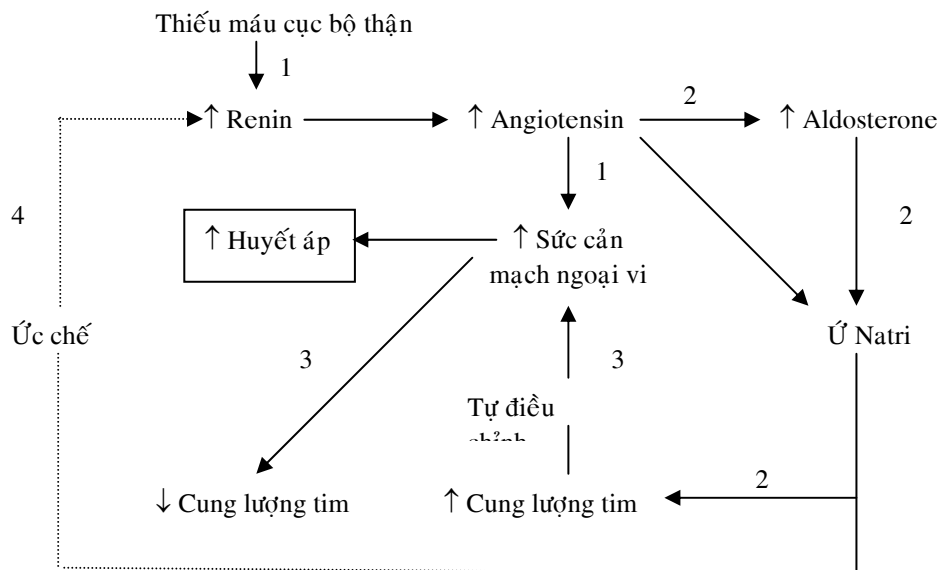 Thiếu máu cục bộ thận
1
↑ Renin
↑ Angiotensin
2
↑ Aldosterone
1
4
2
↑ Huyết áp
↑ Sức cản
mạch ngoại vi
Ức chế
Ứ Natri
3
3
Tự điều
chỉnh
↓ Cung lượng tim
↑ Cung lượng tim
2